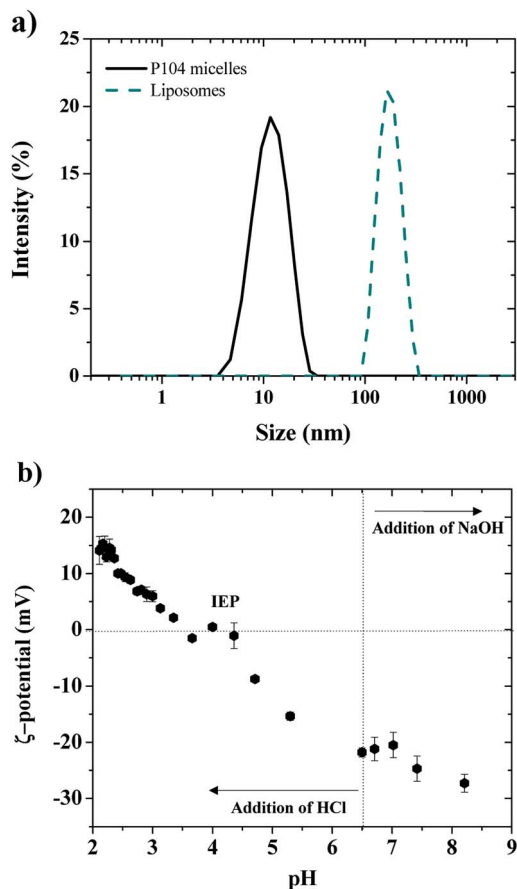 a)
25
20
15
10
5
0
Intensity (%)
P104 micelles
Liposomes
1
10
100
1000
Size (nm)
b)
20
10
0
-10
-20
-30
ζ-potential (mV)
Addition of NaOH
IEP
Addition of HCl
2
3
4
5
6
7
8
9
pH